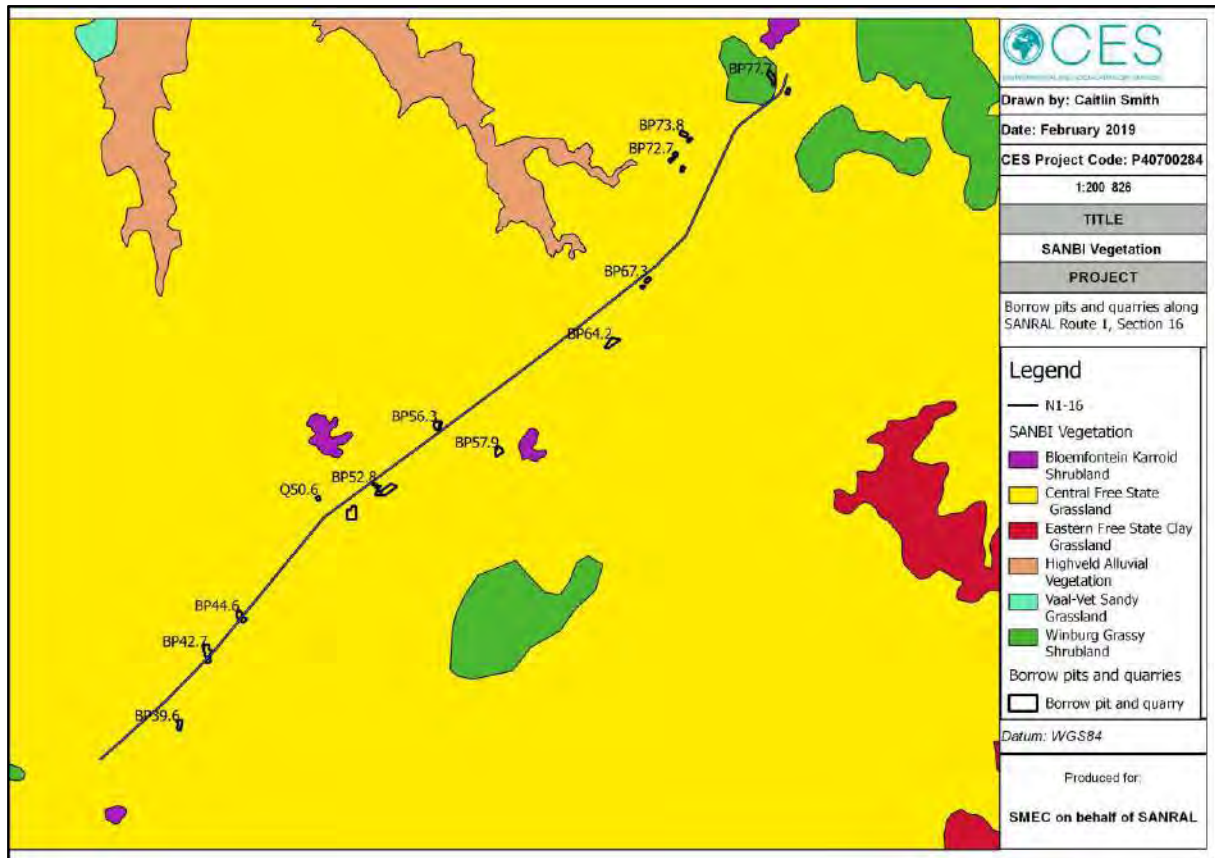 BP77.7
BP73.8
BP72.7
BP67.3
BP64.2
BP56.3
BP57.9
BP52.8
Q50.6
BP44.6
BP42.7
BP39.6
CES
Drawn by: Caitlin Smith
Date: February 2019
CES Project Code: P40700284
1:200 826
TITLE
SANBI Vegetation
PROJECT
Borrow pits and quarries along
SANRAL Route 1, Section 16
Legend
N1-16
SANBI Vegetation
Bloemfontein Karroid
Shrubland
Central Free State
Grassland
Eastern Free State Clay
Grassland
Highveld Alluvial
Vegetation
Vaal-Vet Sandy
Grassland
Winburg Grassy
Shrubland
Borrow pits and quarries
Borrow pit and quarry
Datum: WGS84
Produced for:
SMEC on behalf of SANRAL